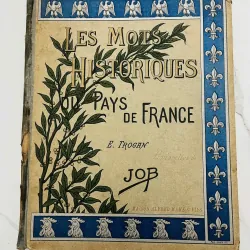 LES MOTS
HISTORIQUES
DU PAYS
DE FRANCE
E. TROGAN
JOB